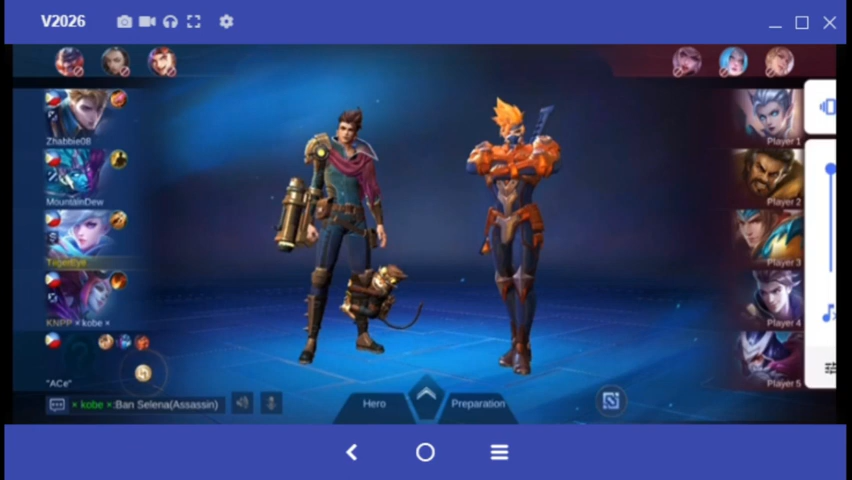 V2026
Zhabbie08
MountainDew
TiigerEye
KNPP × kobe ×
"ACe"
× kobe ×:Ban Selena(Assassin)
Hero
Preparation
Player 1
Player 2
Player 3
Player 4
Player 5